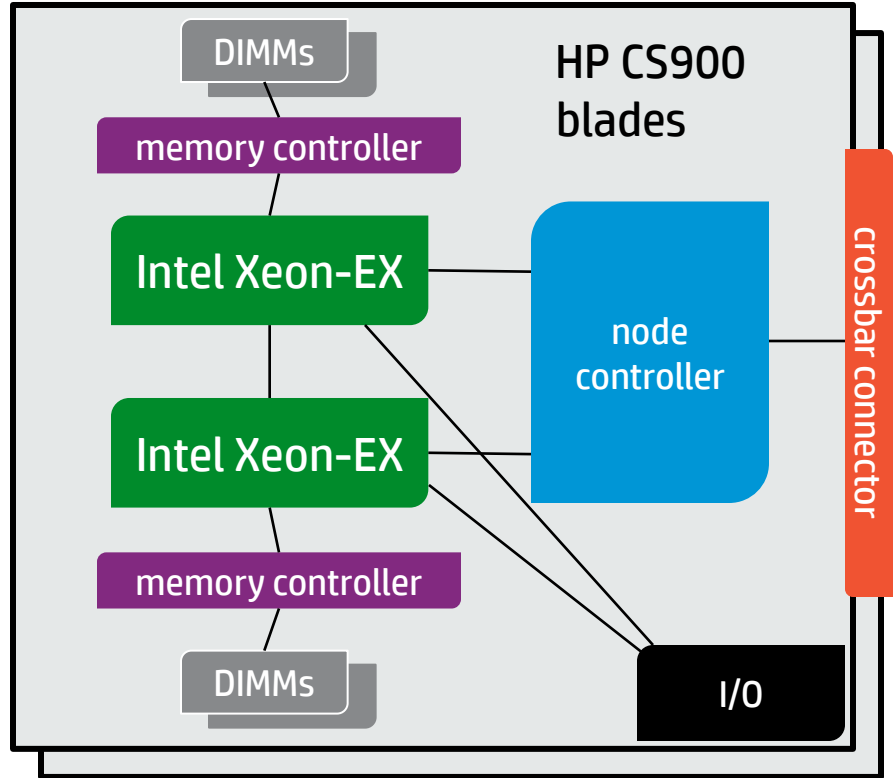 DIMMs
HP CS900
blades
memory controller
Intel Xeon-EX
node
controller
crossbar connector
Intel Xeon-EX
memory controller
DIMMs
I/O